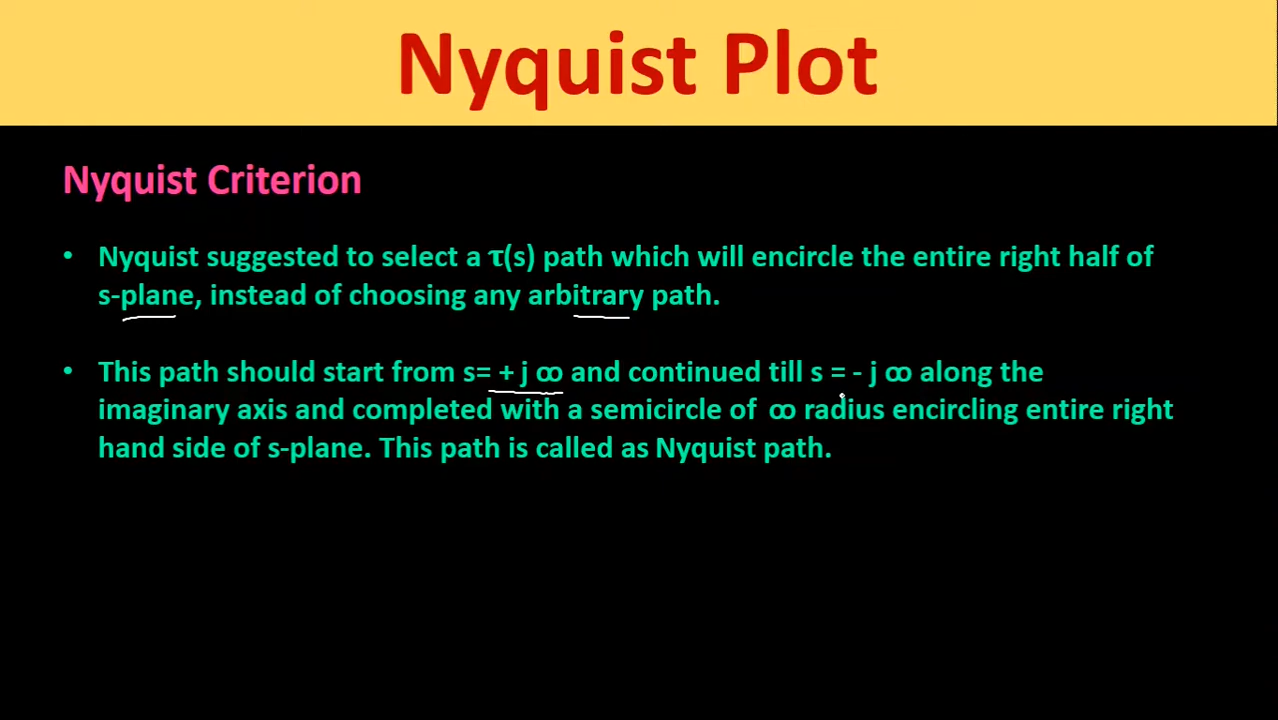 Nyquist Plot
Nyquist Criterion
• Nyquist suggested to select a τ(s) path which will encircle the entire right half of
s-plane, instead of choosing any arbitrary path.
• This path should start from s= + j ꝏ and continued till s = - j ꝏ along the
imaginary axis and completed with a semicircle of ꝏ radius encircling entire right
hand side of s-plane. This path is called as Nyquist path.